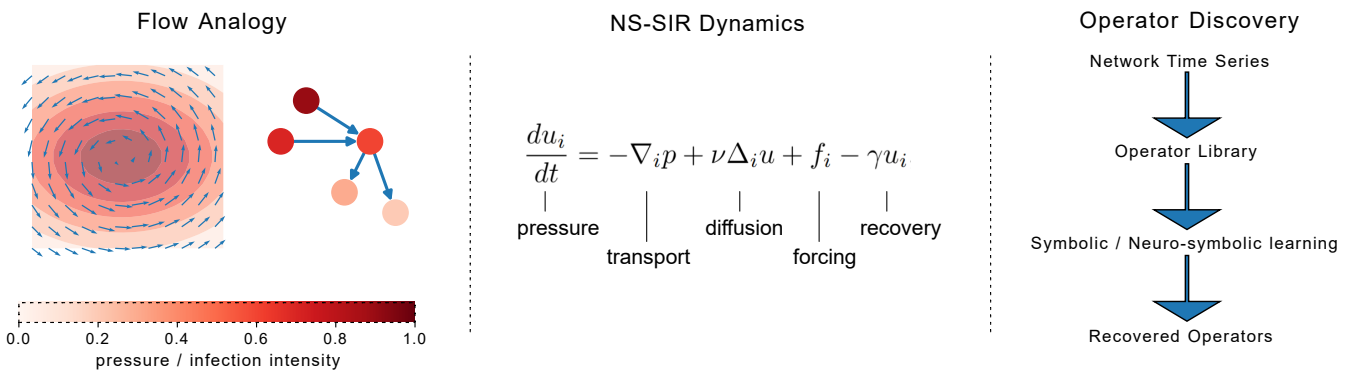 Flow Analogy
0.0 0.2 0.4 0.6 0.8 1.0
pressure / infection intensity
NS-SIR Dynamics
du_i/dt = −∇_i p + νΔ_i u + f_i − γu_i
pressure
transport
diffusion
forcing
recovery
Operator Discovery
Network Time Series
Operator Library
Symbolic / Neuro-symbolic learning
Recovered Operators